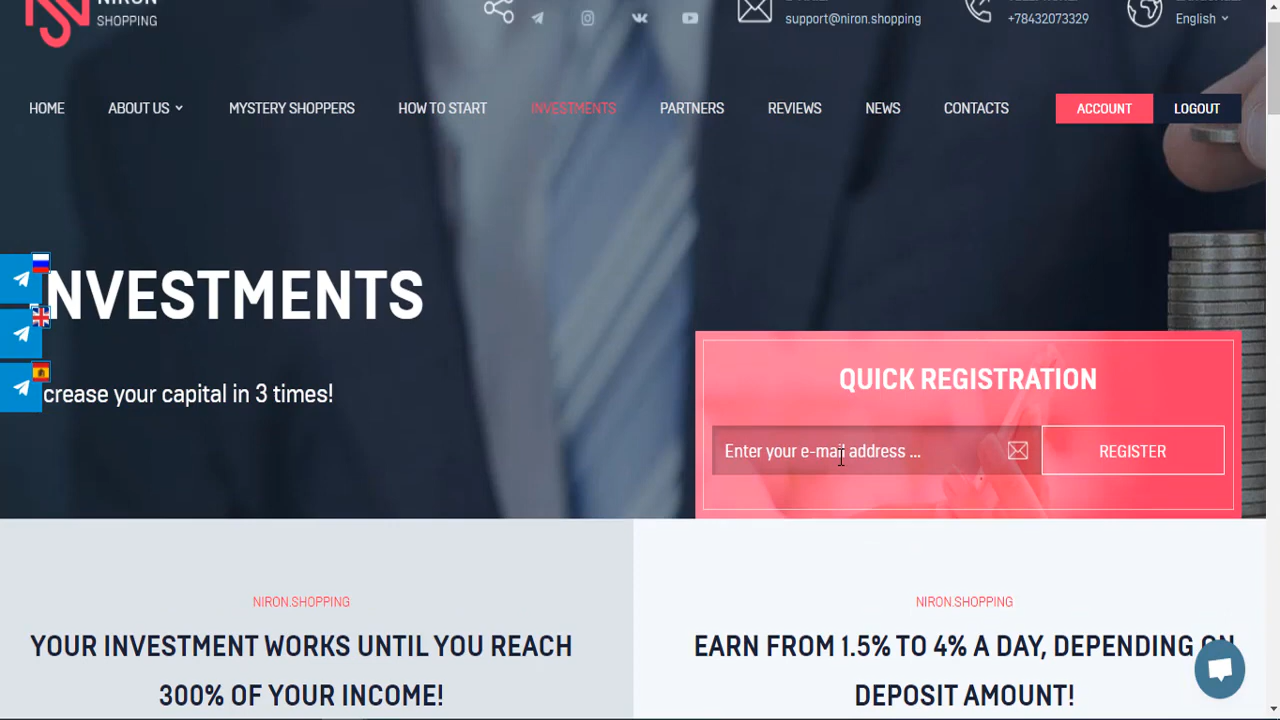 NIRON
SHOPPING
support@niron.shopping
+78432073329
English
HOME
ABOUT US
MYSTERY SHOPPERS
HOW TO START
INVESTMENTS
PARTNERS
REVIEWS
NEWS
CONTACTS
ACCOUNT
LOGOUT
INVESTMENTS
crease your capital in 3 times!
QUICK REGISTRATION
Enter your e-mail address ...
REGISTER
NIRON.SHOPPING
YOUR INVESTMENT WORKS UNTIL YOU REACH
300% OF YOUR INCOME!
NIRON.SHOPPING
EARN FROM 1.5% TO 4% A DAY, DEPENDING ON
DEPOSIT AMOUNT!